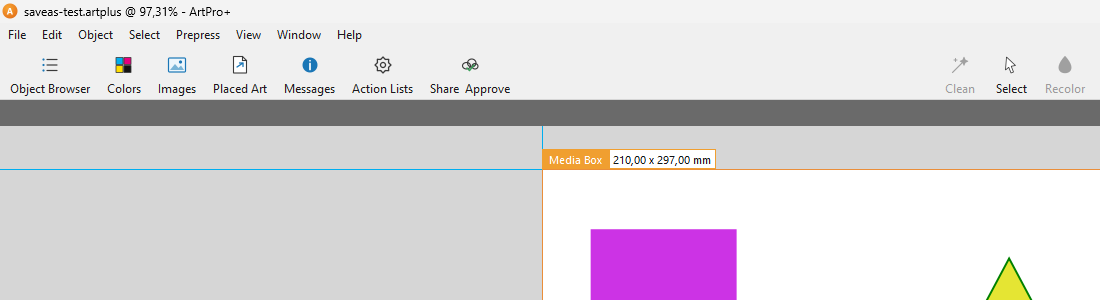 A saveas-test.artplus @ 97,31% - ArtPro+
File Edit Object Select Prepress View Window Help
Object Browser Colors Images Placed Art Messages Action Lists Share Approve Clean Select Recolor
Media Box 210,00 x 297,00 mm